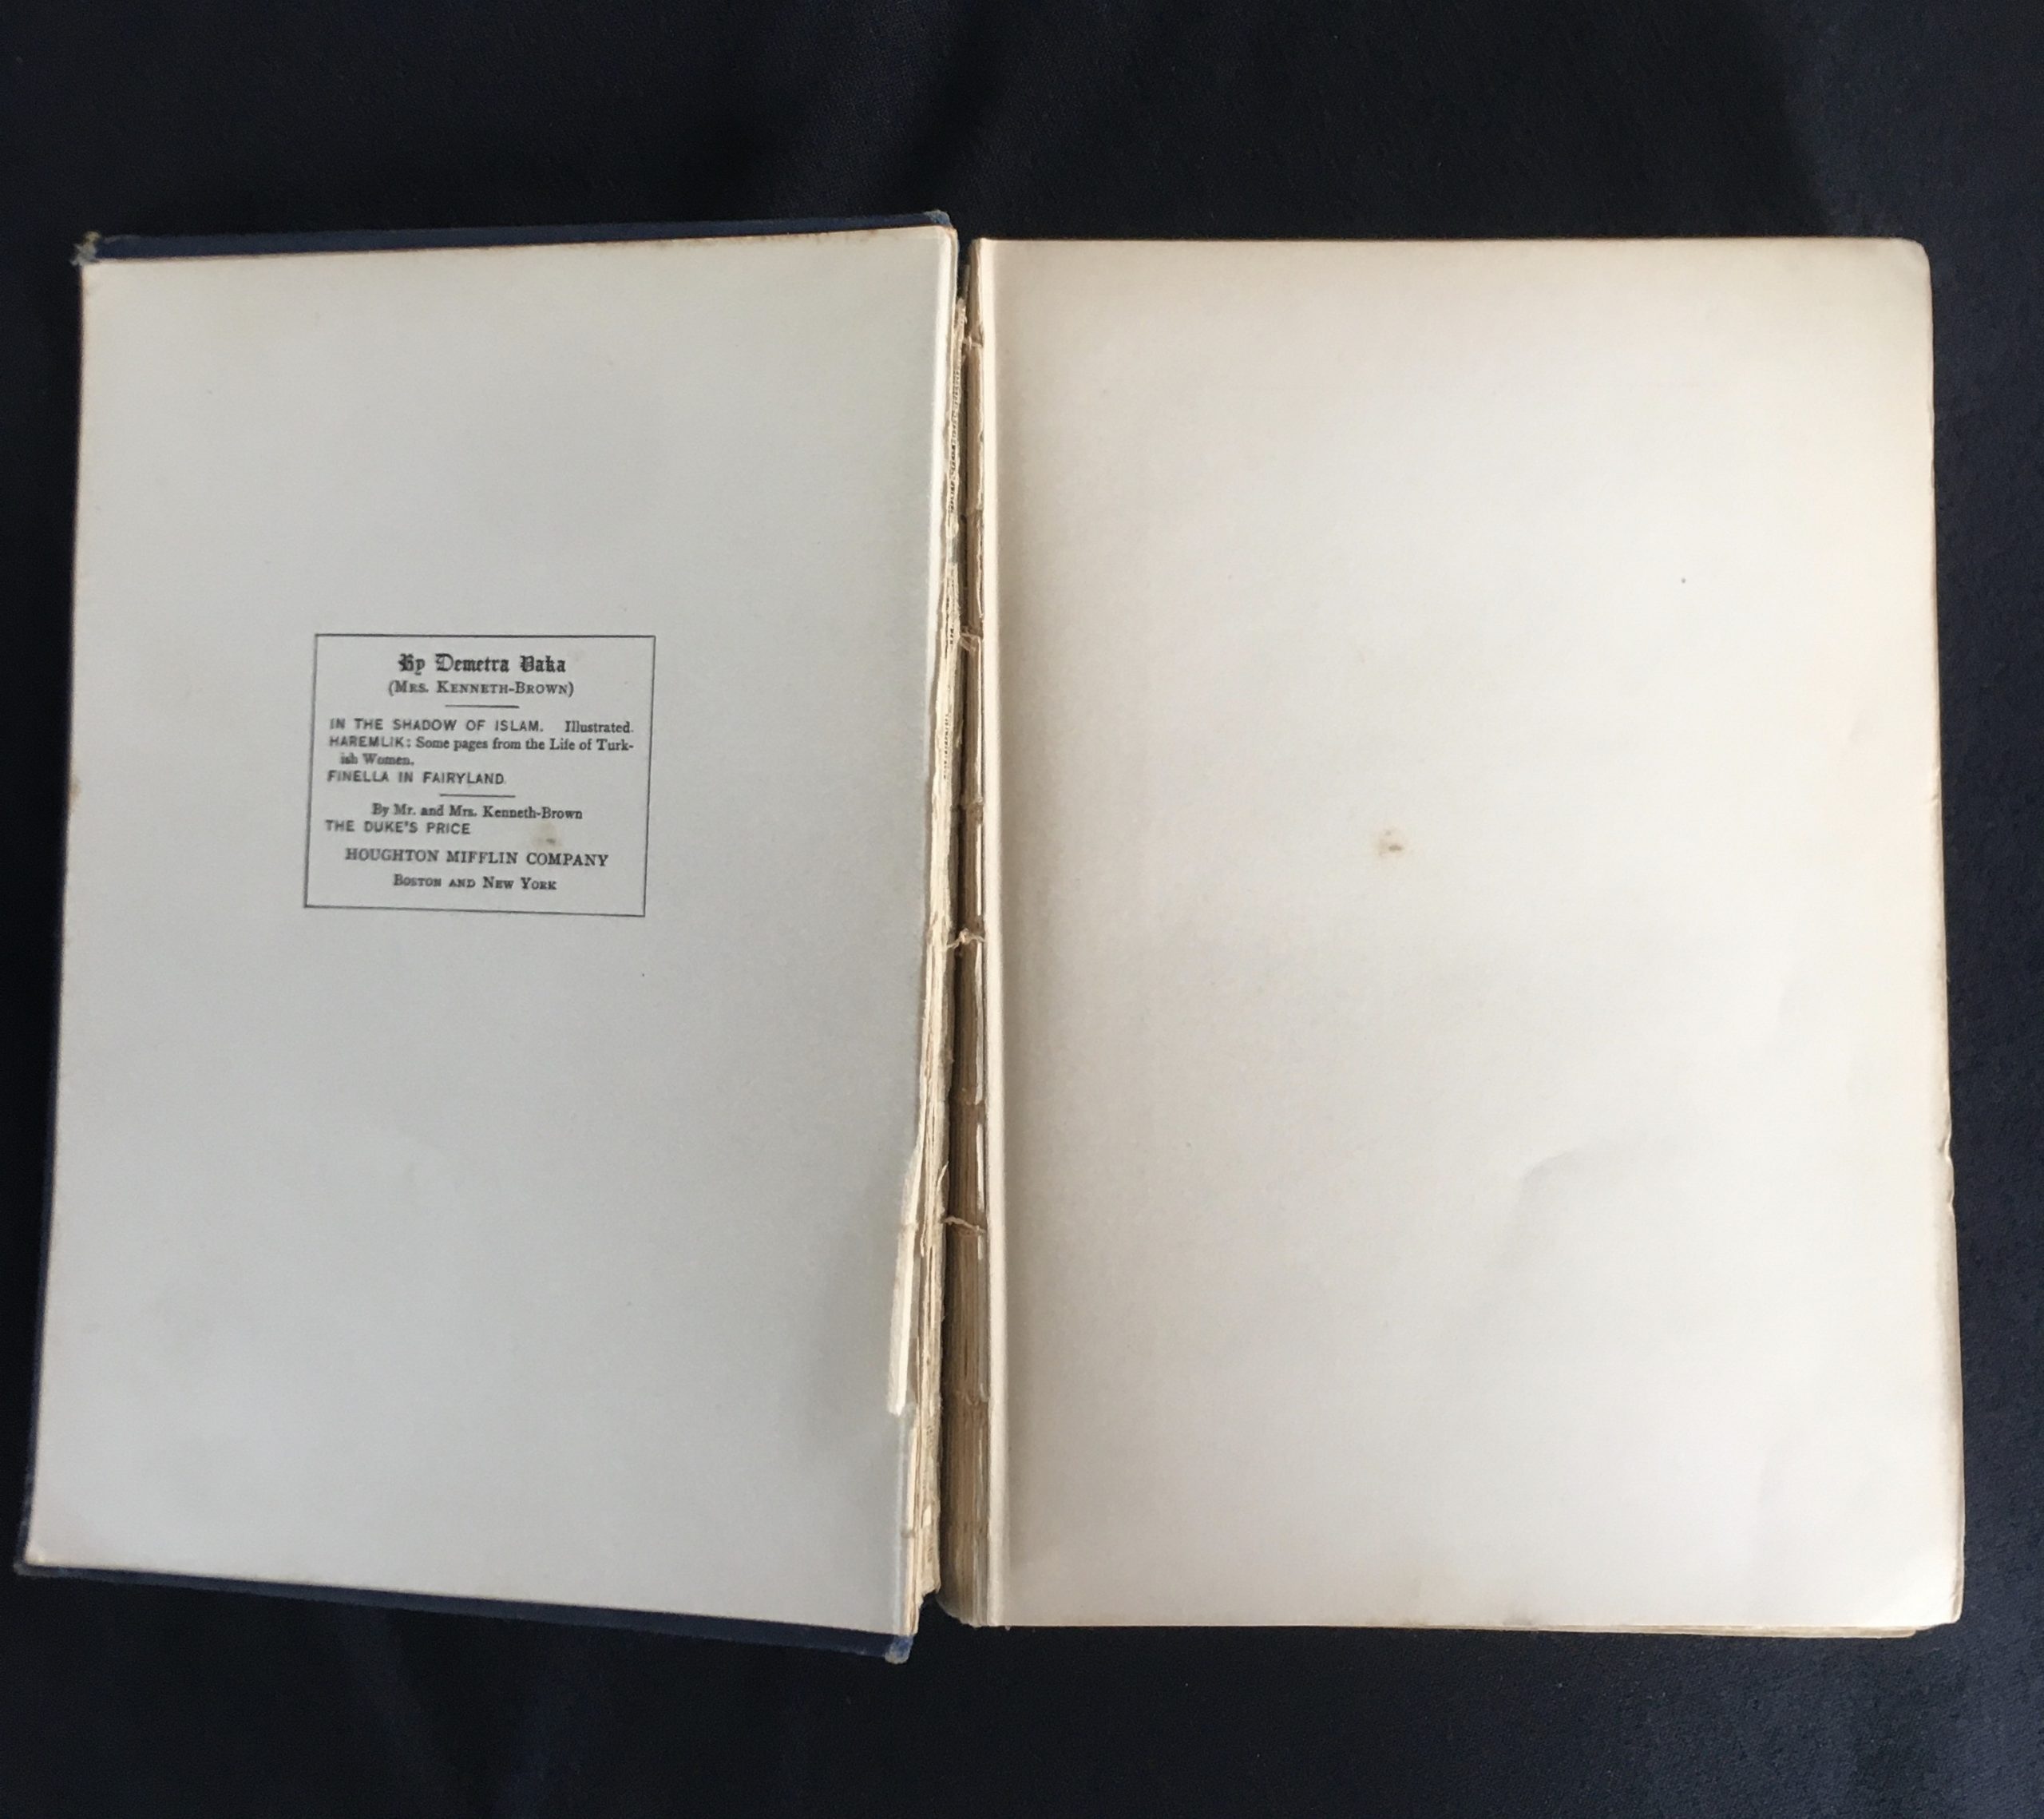 By Demetra Vaka
(MRS. KENNETH-BROWN)
IN THE SHADOW OF ISLAM. Illustrated.
HAREMLIK: Some pages from the Life of Turk-
ish Women.
FINELLA IN FAIRYLAND.
By Mr. and Mrs. Kenneth-Brown
THE DUKE'S PRICE
HOUGHTON MIFFLIN COMPANY
BOSTON AND NEW YORK